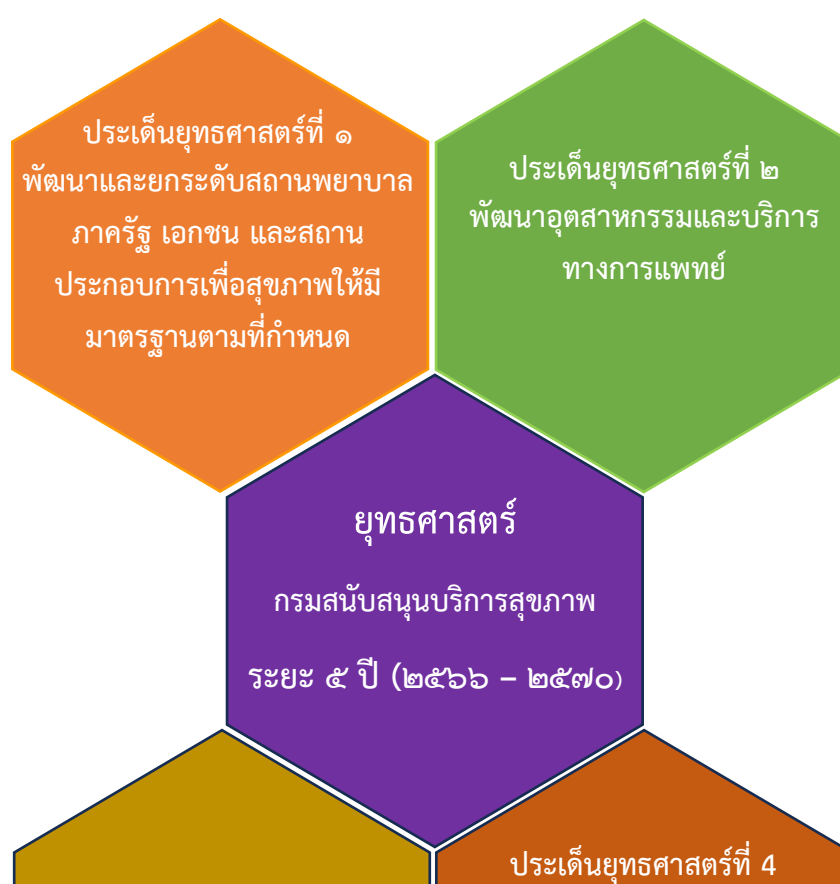 ประเด็นยุทธศาสตร์ที่ ๑
พัฒนาและยกระดับสถานพยาบาล
ภาครัฐ เอกชน และสถาน
ประกอบการเพื่อสุขภาพให้มี
มาตรฐานตามที่กำหนด
ประเด็นยุทธศาสตร์ที่ ๒
พัฒนาอุตสาหกรรมและบริการ
ทางการแพทย์
ยุทธศาสตร์
กรมสนับสนุนบริการสุขภาพ
ระยะ ๕ ปี (๒๕๖๖ – ๒๕๗๐)
ประเด็นยุทธศาสตร์ที่ 4